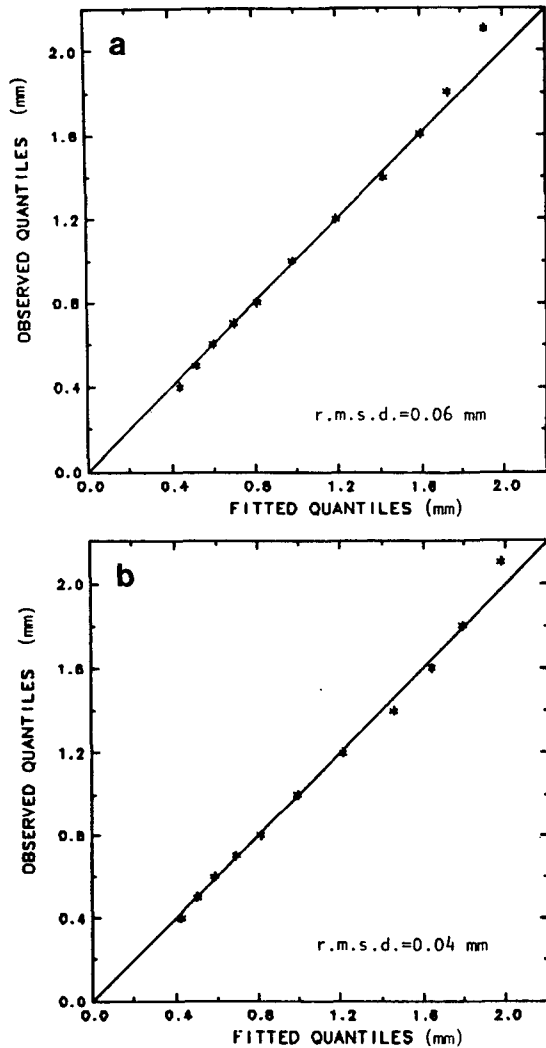 a
OBSERVED QUANTILES (mm)
2.0
1.6
1.2
0.8
0.4
0.0
r.m.s.d.=0.06 mm
0.0 0.4 0.8 1.2 1.6 2.0
FITTED QUANTILES (mm)
b
OBSERVED QUANTILES (mm)
2.0
1.6
1.2
0.8
0.4
0.0
r.m.s.d.=0.04 mm
0.0 0.4 0.8 1.2 1.6 2.0
FITTED QUANTILES (mm)